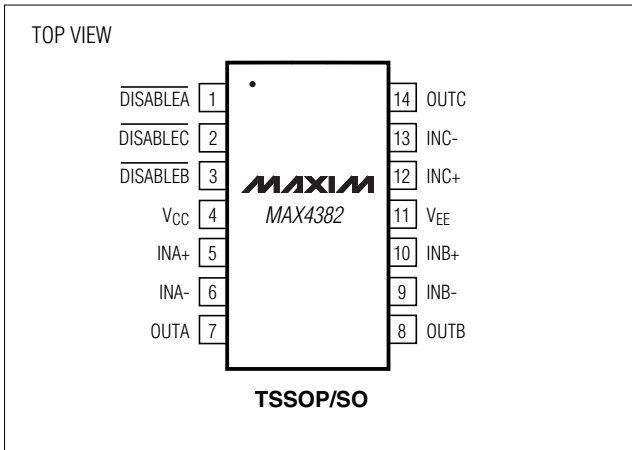 TOP VIEW
DISABLEA 1
DISABLEC 2
DISABLEB 3
VCC 4
INA+ 5
INA- 6
OUTA 7
MAXIM
MAX4382
14 OUTC
13 INC-
12 INC+
11 VEE
10 INB+
9 INB-
8 OUTB
TSSOP/SO